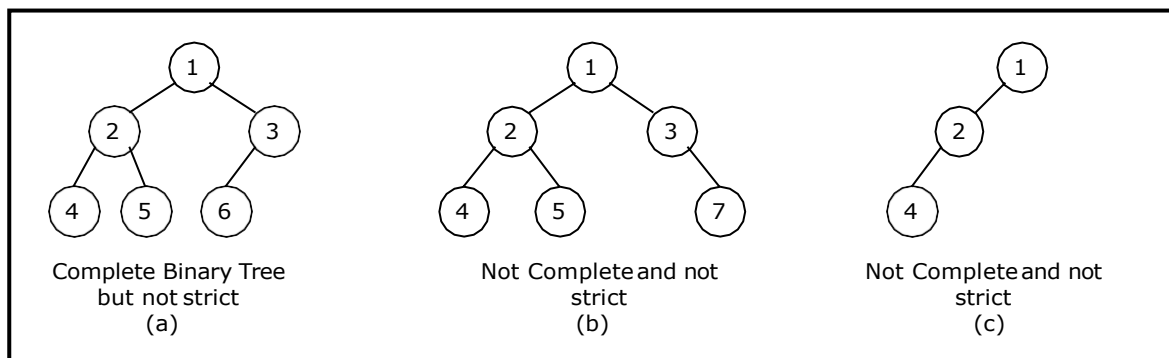 1
2
3
4
5
6
Complete Binary Tree
but not strict
(a)
1
2
3
4
5
7
Not Complete and not
strict
(b)
1
2
4
Not Complete and not
strict
(c)